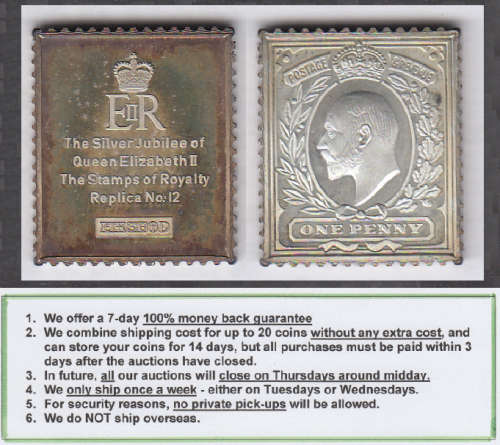 EIIR
The Silver Jubilee of
Queen Elizabeth II
The Stamps of Royalty
Replica No. 12
POSTAGE
ONE PENNY
1. We offer a 7-day 100% money back guarantee
2. We combine shipping cost for up to 20 coins without any extra cost, and
can store your coins for 14 days, but all purchases must be paid within 3
days after the auctions have closed.
3. In future, all our auctions will close on Thursdays around midday.
4. We only ship once a week - either on Tuesdays or Wednesdays.
5. For security reasons, no private pick-ups will be allowed.
6. We do NOT ship overseas.